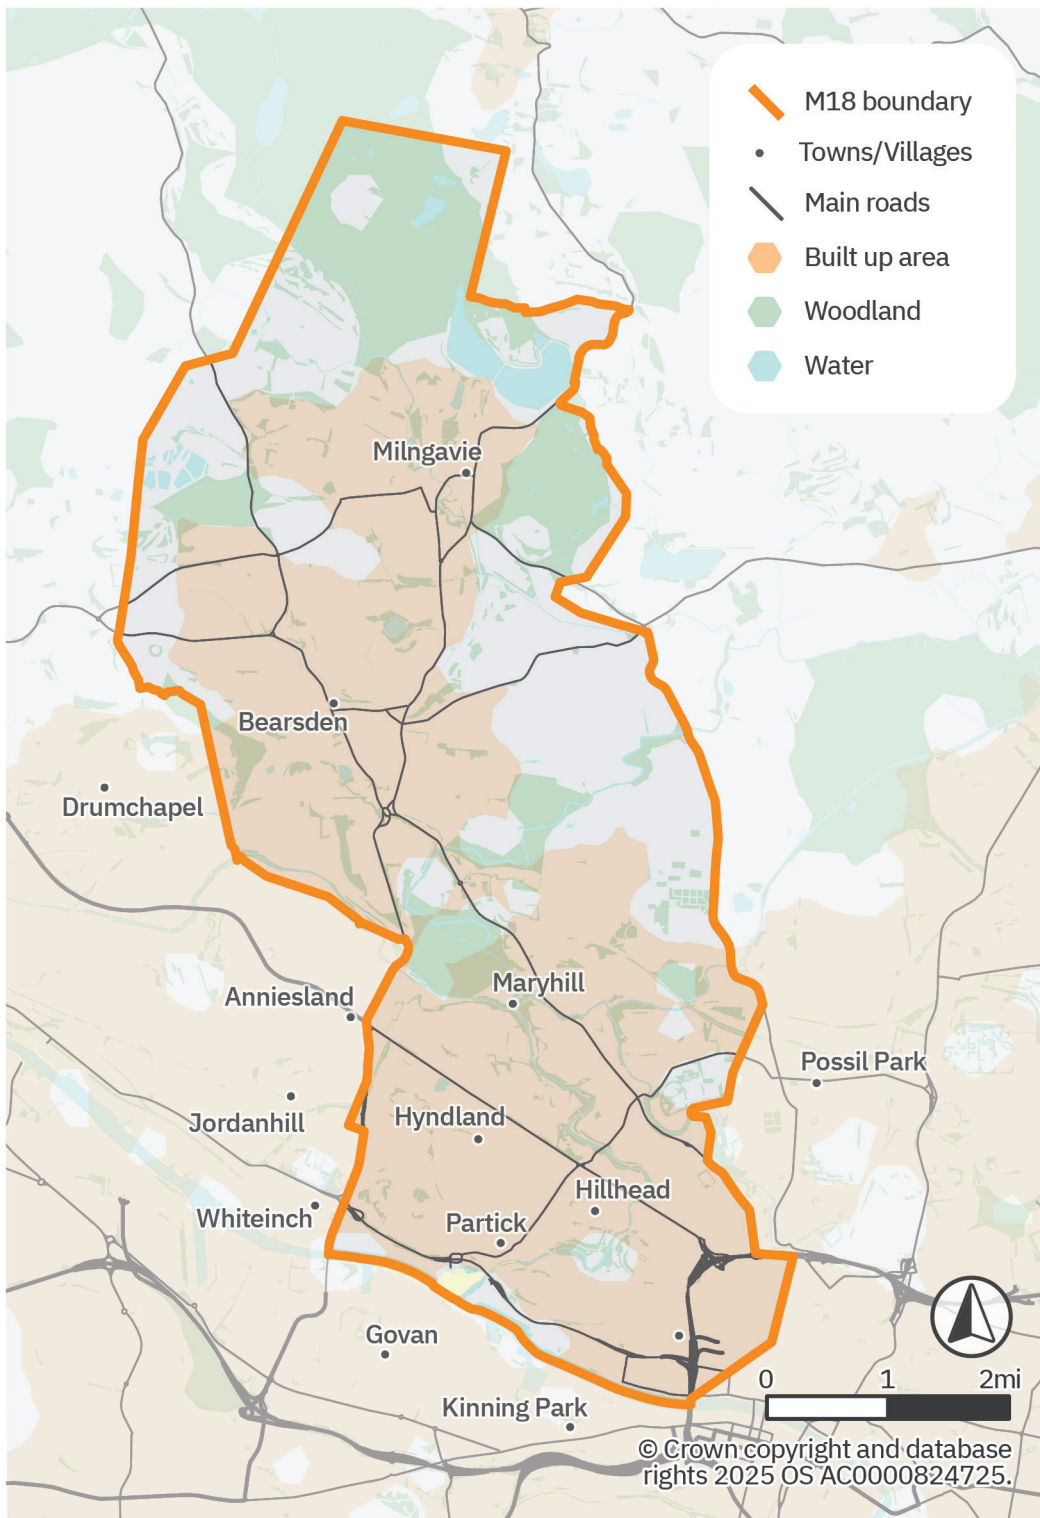 M18 boundary
Towns/Villages
Main roads
Built up area
Woodland
Water
Milngavie
Bearsden
Drumchapel
Maryhill
Anniesland
Possil Park
Jordanhill
Hyndland
Hillhead
Whiteinch
Partick
Govan
Kinning Park
0 1 2mi
© Crown copyright and database
rights 2025 OS AC0000824725.